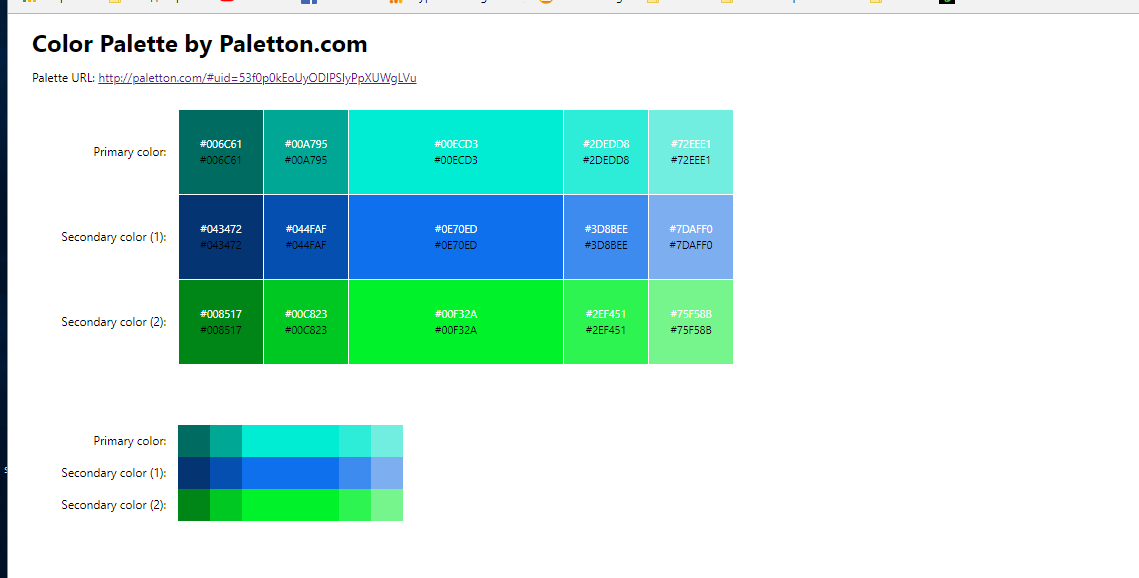 Color Palette by Paletton.com
Palette URL: http://paletton.com/#uid=53f0p0kEoUyODIPSIyPpXUWgLVu
Primary color:
#006C61 #00A795 #00ECD3 #2DEDD8 #72EEE1
#006C61 #00A795 #00ECD3 #2DEDD8 #72EEE1
Secondary color (1):
#043472 #044FAF #0E70ED #3D8BEE #7DAFF0
#043472 #044FAF #0E70ED #3D8BEE #7DAFF0
Secondary color (2):
#008517 #00C823 #00F32A #2EF451 #75F58B
#008517 #00C823 #00F32A #2EF451 #75F58B
Primary color:
Secondary color (1):
Secondary color (2):